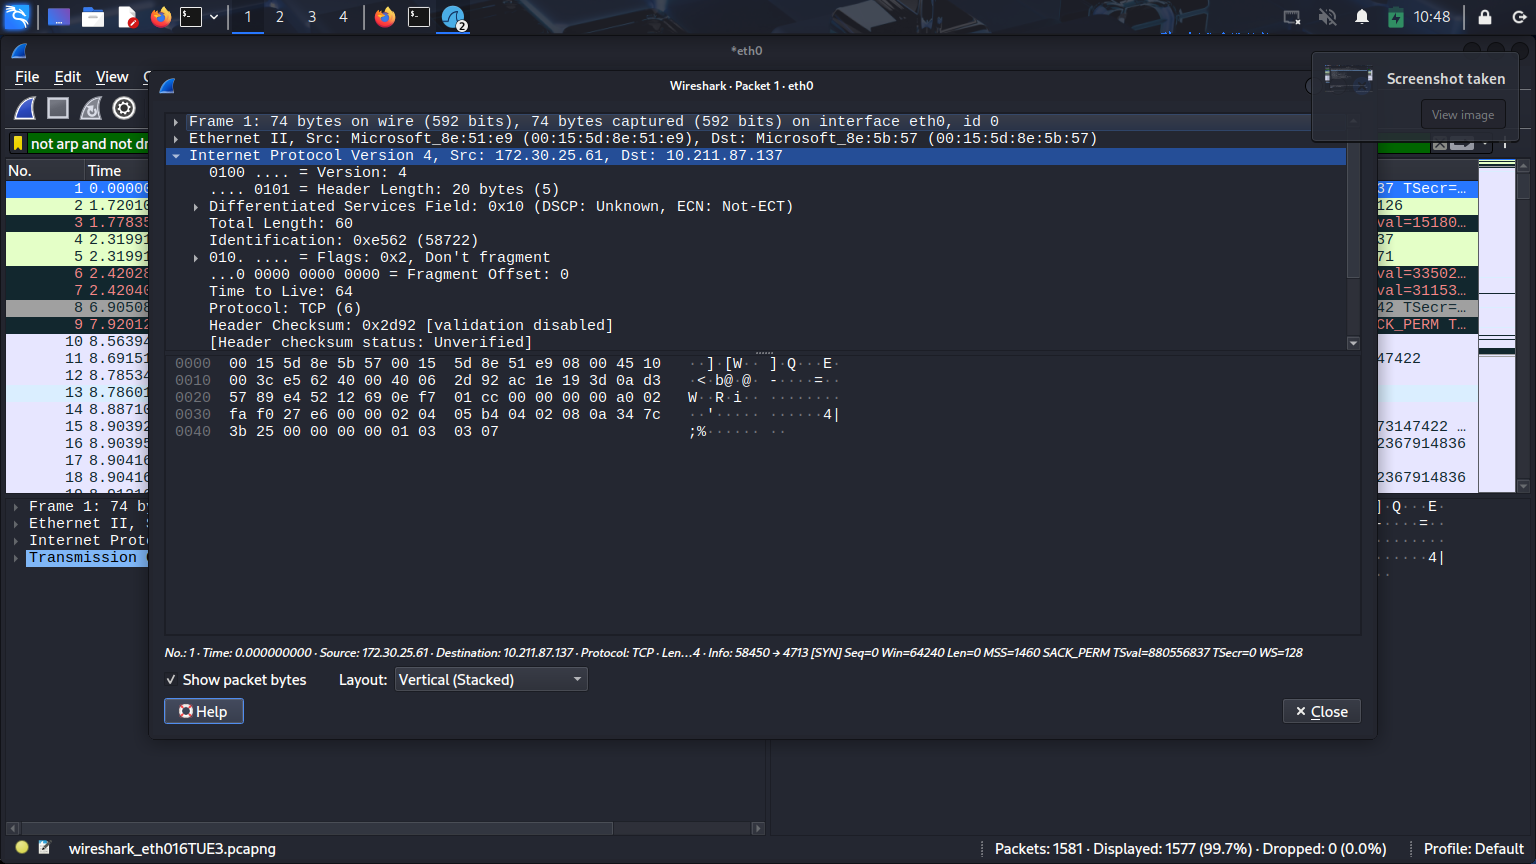 1 2 3 4 2 10:48
*eth0
File Edit View
Screenshot taken
View image
Wireshark · Packet 1 · eth0
not arp and not dr
Frame 1: 74 bytes on wire (592 bits), 74 bytes captured (592 bits) on interface eth0, id 0
Ethernet II, Src: Microsoft_8e:51:e9 (00:15:5d:8e:51:e9), Dst: Microsoft_8e:5b:57 (00:15:5d:8e:5b:57)
Internet Protocol Version 4, Src: 172.30.25.61, Dst: 10.211.87.137
0100 .... = Version: 4
.... 0101 = Header Length: 20 bytes (5)
Differentiated Services Field: 0x10 (DSCP: Unknown, ECN: Not-ECT)
Total Length: 60
Identification: 0xe562 (58722)
010. .... = Flags: 0x2, Don't fragment
...0 0000 0000 0000 = Fragment Offset: 0
Time to Live: 64
Protocol: TCP (6)
Header Checksum: 0x2d92 [validation disabled]
[Header checksum status: Unverified]
No. Time
1 0.00000
2 1.72010
3 1.77835
4 2.31991
5 2.31991
6 2.42028
7 2.42040
8 6.90508
9 7.92012
10 8.56394
11 8.69151
12 8.78534
13 8.78601
14 8.88710
15 8.90392
16 8.90395
17 8.90416
18 8.90416
37 TSecr=…
126
val=15180…
37
71
val=33502…
val=31153…
42 TSecr=…
CK_PERM T…
47422
73147422 …
2367914836
2367914836
0000 00 15 5d 8e 5b 57 00 15 5d 8e 51 e9 08 00 45 10 ··]·[W·· ]·Q···E·
0010 00 3c e5 62 40 00 40 06 2d 92 ac 1e 19 3d 0a d3 ·<·b@·@· -····=··
0020 57 89 e4 52 12 69 0e f7 01 cc 00 00 00 00 a0 02 W··R·i·· ········
0030 fa f0 27 e6 00 00 02 04 05 b4 04 02 08 0a 34 7c ··'····· ······4|
0040 3b 25 00 00 00 00 01 03 03 07 ;%······ ··
Frame 1: 74 by
Ethernet II, S
Internet Proto
Transmission
] ·Q···E·
-····=··
········
······4|
··
No.: 1 · Time: 0.000000000 · Source: 172.30.25.61 · Destination: 10.211.87.137 · Protocol: TCP · Len…4 · Info: 58450 → 4713 [SYN] Seq=0 Win=64240 Len=0 MSS=1460 SACK_PERM TSval=880556837 TSecr=0 WS=128
Show packet bytes Layout: Vertical (Stacked)
Help
Close
wireshark_eth016TUE3.pcapng
Packets: 1581 · Displayed: 1577 (99.7%) · Dropped: 0 (0.0%)
Profile: Default